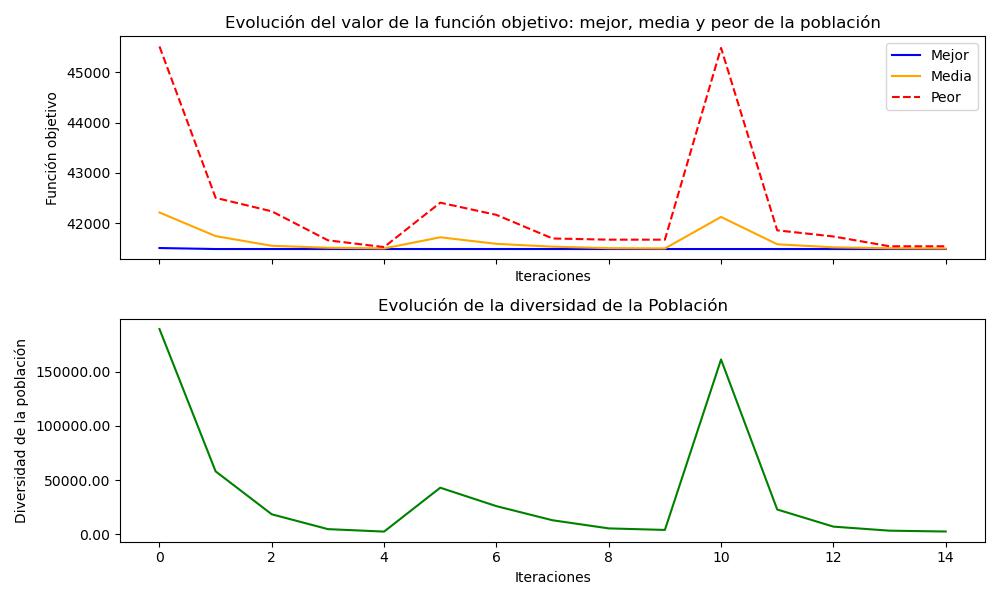 Evolución del valor de la función objetivo: mejor, media y peor de la población
45000
44000
43000
42000
Función objetivo
Mejor
Media
Peor
Iteraciones
Evolución de la diversidad de la Población
150000.00
100000.00
50000.00
0.00
Diversidad de la población
0 2 4 6 8 10 12 14
Iteraciones